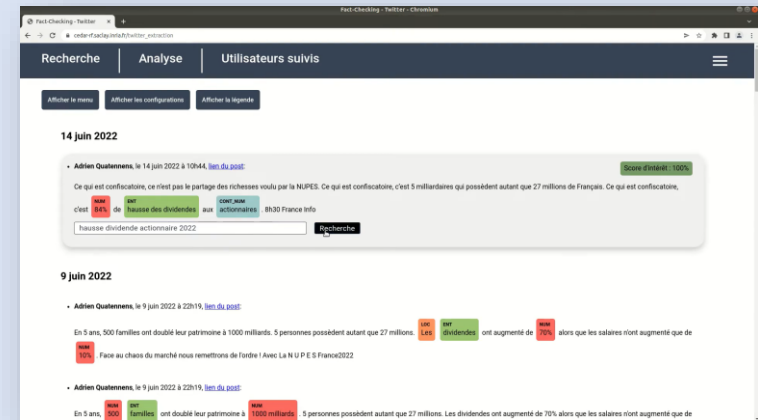 Fact-Checking - Twitter - Chromium
Fact-Checking - Twitter
cedar-rf.saclay.inria.fr/twitter_extraction
Recherche Analyse Utilisateurs suivis
Afficher le menu Afficher les configurations Afficher la légende
14 juin 2022
Adrien Quatennens, le 14 juin 2022 à 10h44, lien du post:
Score d'intérêt : 100%
Ce qui est confiscatoire, ce n'est pas le partage des richesses voulu par la NUPES. Ce qui est confiscatoire, c'est 5 milliardaires qui possèdent autant que 27 millions de Français. Ce qui est confiscatoire,
NUM ENT CONT_NUM
c'est 84% de hausse des dividendes aux actionnaires . 8h30 France Info
hausse dividende actionnaire 2022 Recherche
9 juin 2022
Adrien Quatennens, le 9 juin 2022 à 22h19, lien du post:
LOC ENT NUM
En 5 ans, 500 familles ont doublé leur patrimoine à 1000 milliards. 5 personnes possèdent autant que 27 millions. Les dividendes ont augmenté de 70% alors que les salaires n'ont augmenté que de
NUM
10% . Face au chaos du marché nous remettrons de l'ordre ! Avec La N U P E S France2022
Adrien Quatennens, le 9 juin 2022 à 22h19, lien du post:
NUM ENT NUM
En 5 ans, 500 familles ont doublé leur patrimoine à 1000 milliards . 5 personnes possèdent autant que 27 millions. Les dividendes ont augmenté de 70% alors que les salaires n'ont augmenté que de